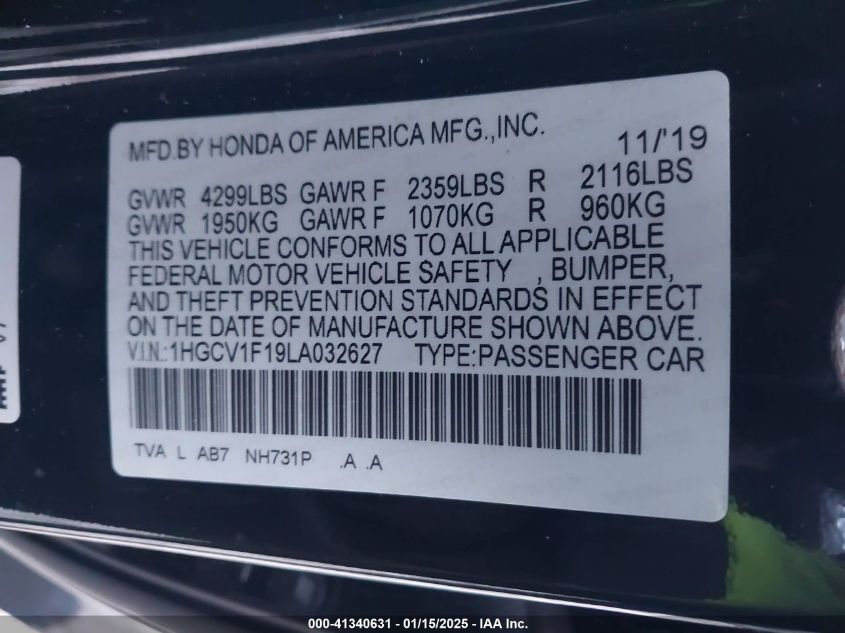 MFD.BY HONDA OF AMERICA MFG.,INC. 11/'19
GVWR 4299LBS GAWR F 2359LBS R 2116LBS
GVWR 1950KG GAWR F 1070KG R 960KG
THIS VEHICLE CONFORMS TO ALL APPLICABLE
FEDERAL MOTOR VEHICLE SAFETY , BUMPER,
AND THEFT PREVENTION STANDARDS IN EFFECT
ON THE DATE OF MANUFACTURE SHOWN ABOVE.
V.I.N.:1HGCV1F19LA032627 TYPE:PASSENGER CAR
TVA L AB7 NH731P .A .A
000-41340631 - 01/15/2025 - IAA Inc.